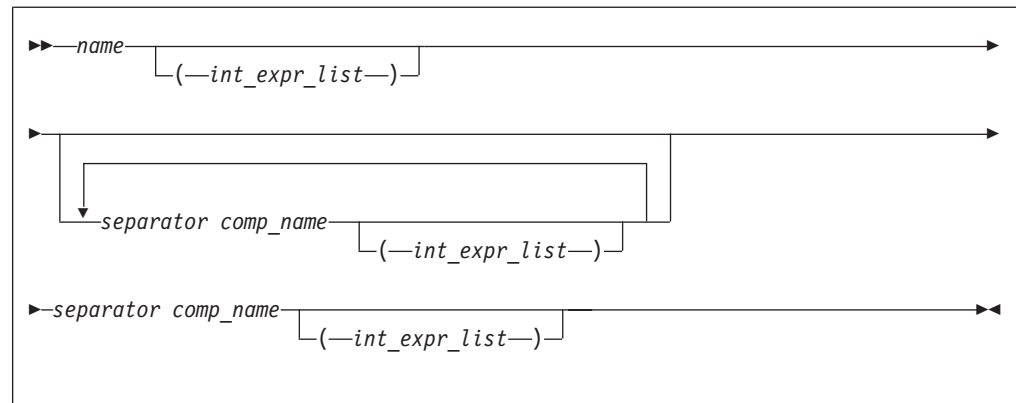 name
( int_expr_list )
separator comp_name
( int_expr_list )
separator comp_name
( int_expr_list )